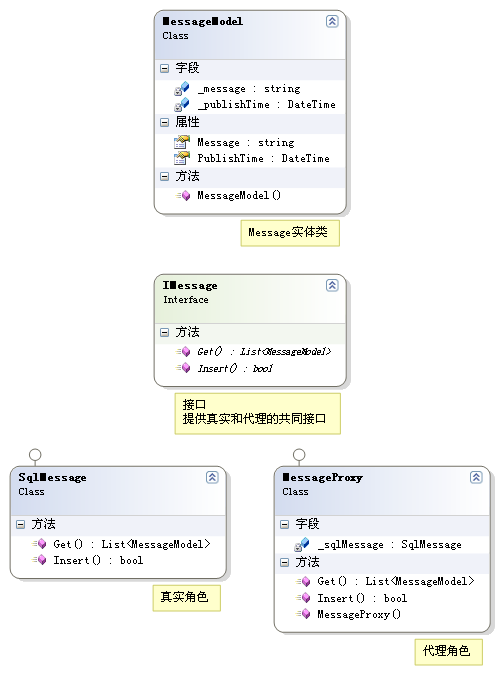 MessageModel
Class
字段
_message : string
_publishTime : DateTime
属性
Message : string
PublishTime : DateTime
方法
MessageModel()
Message实体类
IMessage
Interface
方法
Get() : List<MessageModel>
Insert() : bool
接口
提供真实和代理的共同接口
SqlMessage
Class
方法
Get() : List<MessageModel>
Insert() : bool
真实角色
MessageProxy
Class
字段
_sqlMessage : SqlMessage
方法
Get() : List<MessageModel>
Insert() : bool
MessageProxy()
代理角色